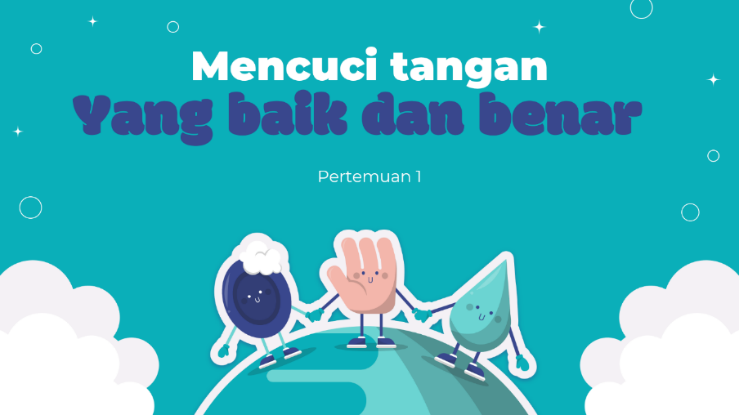 Mencuci tangan
Yang baik dan benar
Pertemuan 1